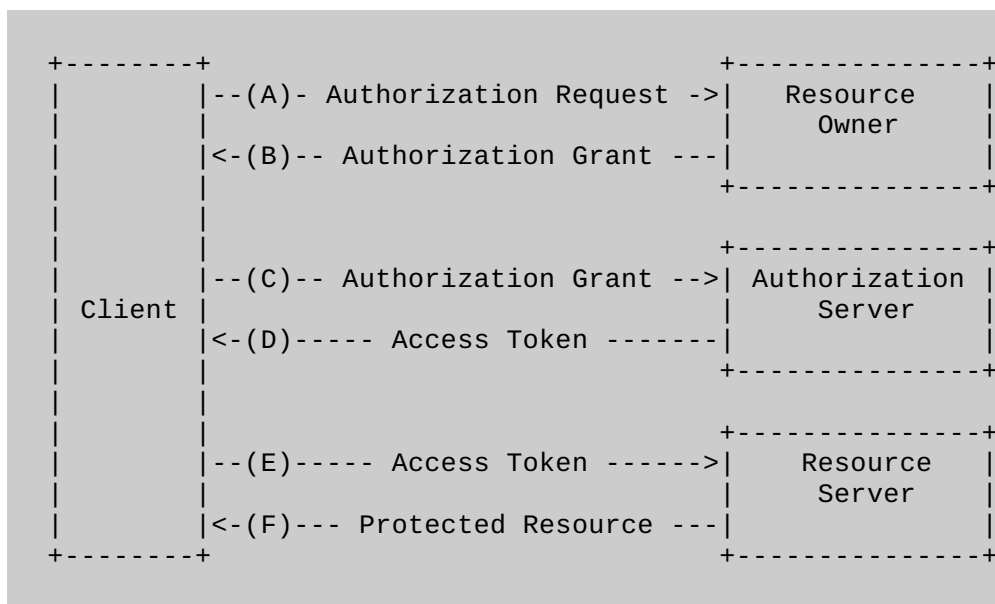 +--------+                               +---------------+
|        |--(A)- Authorization Request ->|   Resource    |
|        |                               |     Owner     |
|        |<-(B)-- Authorization Grant ---|               |
|        |                               +---------------+
|        |
|        |                               +---------------+
|        |--(C)-- Authorization Grant -->| Authorization |
| Client |                               |     Server    |
|        |<-(D)----- Access Token -------|               |
|        |                               +---------------+
|        |
|        |                               +---------------+
|        |--(E)----- Access Token ------>|    Resource   |
|        |                               |     Server    |
|        |<-(F)--- Protected Resource ---|               |
+--------+                               +---------------+